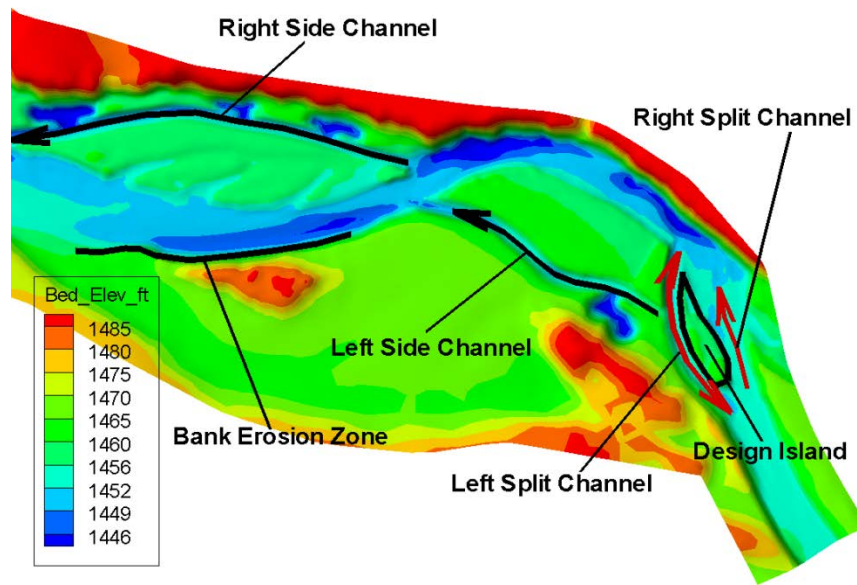 Right Side Channel
Right Split Channel
Bed_Elev_ft
1485
1480
1475
1470
1465
1460
1456
1452
1449
1446
Left Side Channel
Bank Erosion Zone
Design Island
Left Split Channel